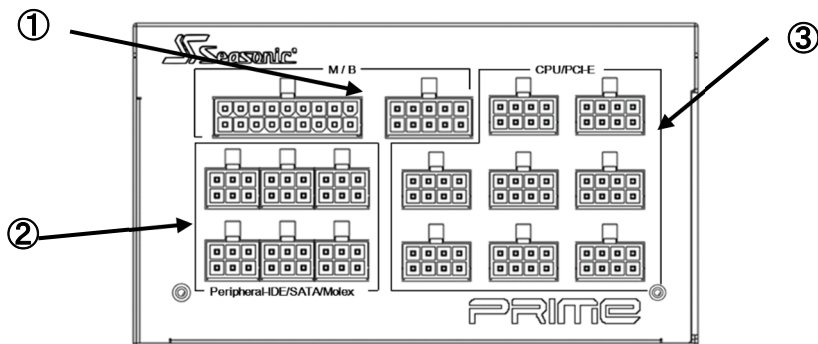 ①
③
Seasonic
M / B
CPU/PCI-E
②
Peripheral-IDE/SATA/Molex
PRIME